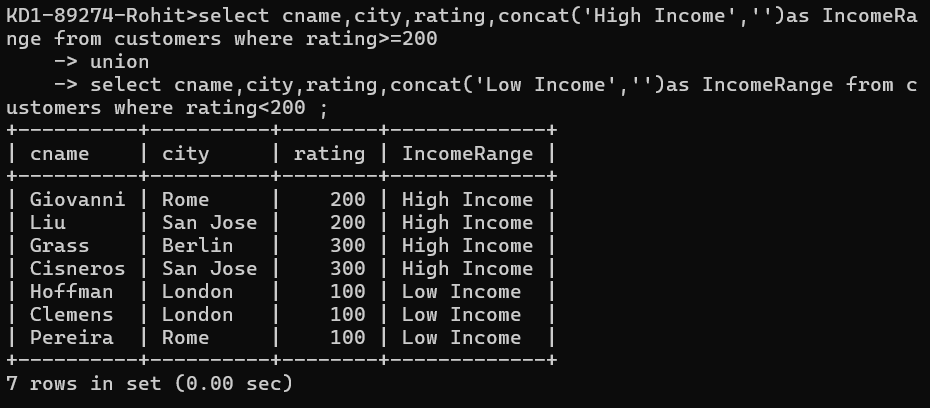 KD1-89274-Rohit>select cname,city,rating,concat('High Income','')as IncomeRa
nge from customers where rating>=200
    -> union
    -> select cname,city,rating,concat('Low Income','')as IncomeRange from c
ustomers where rating<200 ;
+----------+----------+--------+-------------+
| cname    | city     | rating | IncomeRange |
+----------+----------+--------+-------------+
| Giovanni | Rome     |    200 | High Income |
| Liu      | San Jose |    200 | High Income |
| Grass    | Berlin   |    300 | High Income |
| Cisneros | San Jose |    300 | High Income |
| Hoffman  | London   |    100 | Low Income  |
| Clemens  | London   |    100 | Low Income  |
| Pereira  | Rome     |    100 | Low Income  |
+----------+----------+--------+-------------+
7 rows in set (0.00 sec)